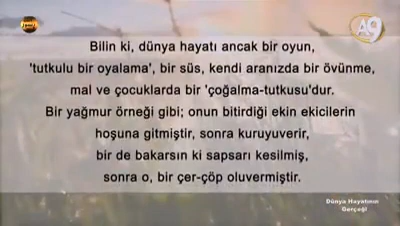 A9
Bilin ki, dünya hayatı ancak bir oyun,
'tutkulu bir oyalama', bir süs, kendi aranızda bir övünme,
mal ve çocuklarda bir 'çoğalma-tutkusu'dur.
Bir yağmur örneği gibi; onun bitirdiği ekin ekicilerin
hoşuna gitmiştir, sonra kuruyuverir,
bir de bakarsın ki sapsarı kesilmiş,
sonra o, bir çer-çöp oluvermiştir.
Dünya Hayatının
Gerçeği